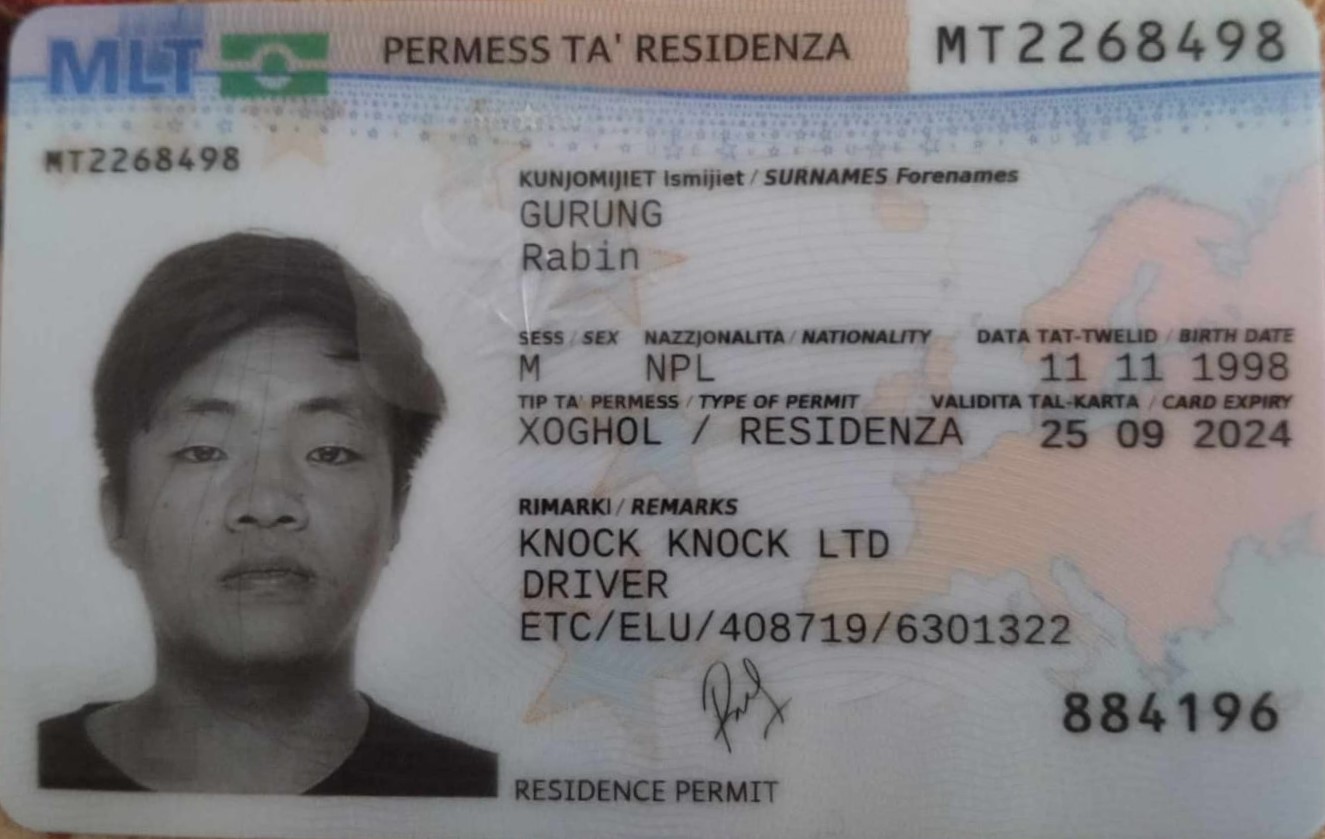 MLT PERMESS TA' RESIDENZA MT2268498
MT2268498
KUNJOMIJIET Ismijiet / SURNAMES Forenames
GURUNG
Rabin
SESS / SEX NAZZJONALITA / NATIONALITY DATA TAT-TWELID / BIRTH DATE
M NPL 11 11 1998
TIP TA' PERMESS / TYPE OF PERMIT VALIDITA TAL-KARTA / CARD EXPIRY
XOGHOL / RESIDENZA 25 09 2024
RIMARKI / REMARKS
KNOCK KNOCK LTD
DRIVER
ETC/ELU/408719/6301322
884196
RESIDENCE PERMIT